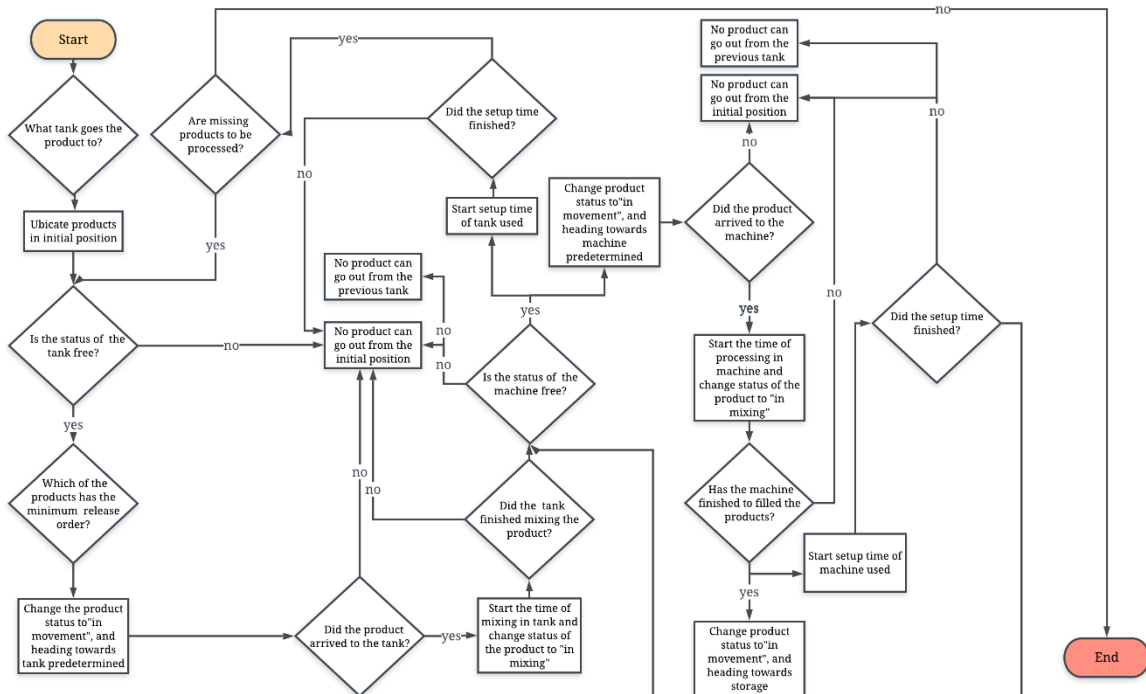 Start
What tank goes the
product to?
Ubicate products
in initial position
Is the status of  the
tank free?
yes
Which of the
products has the
minimum  release
order?
Change the product
status to"in
movement", and
heading towards
tank predetermined
Are missing
products to be
processed?
yes
no
yes
no
Did the setup time
finished?
Start setup time
of tank used
No product can
go out from the
previous tank
No product can
go out from the
initial position
no
no
no
Is the status of  the
machine free?
yes
no
no
Did the  tank
finished mixing the
product?
Did the product
arrived to the tank?
yes
Start the time of
mixing in tank and
change status of
the product to "in
mixing"
Change product
status to"in
movement", and
heading towards
machine
predetermined
No product can
go out from the
previous tank
No product can
go out from the
initial position
no
Did the product
arrived to the
machine?
yes
Start the time of
processing in
machine and
change status of the
product to "in
mixing"
Has the machine
finished to filled the
products?
no
yes
Change product
status to"in
movement", and
heading towards
storage
Start setup time of
machine used
Did the setup time
finished?
no
no
End